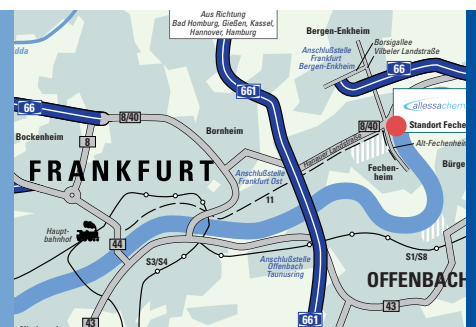 Aus Richtung
Bad Homburg, Gießen, Kassel,
Hannover, Hamburg
Bergen-Enkheim
Borsigallee
Vilbeler Landstraße
Anschlußstelle
Frankfurt
Bergen-Enkheim
66
66
661
allessachem
8/40
8/40
Standort Feche
Bockenheim
8
Bornheim
Hanauer Landstraße
Alt-Fechenheim
FRANKFURT
Anschlußstelle
Frankfurt Ost
Fechen-
heim
Bürge
11
Haupt-
bahnhof
44
S3/S4
Anschlußstelle
Offenbach
Taunusring
S1/S8
OFFENBACH
43
43
661